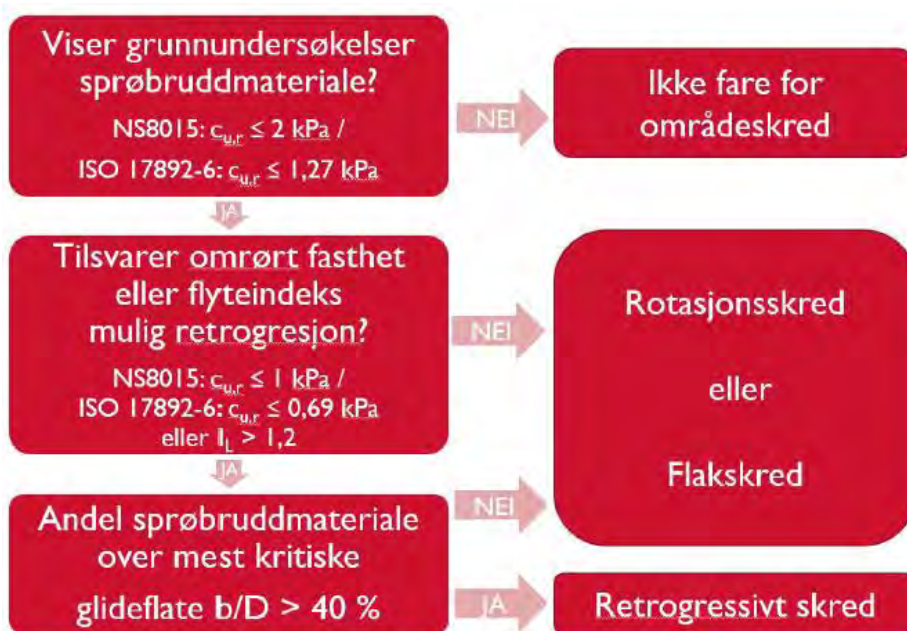 Viser grunnundersøkelser
sprøbruddmateriale?
NS8015: cu,r ≤ 2 kPa /
ISO 17892-6: cu,r ≤ 1,27 kPa
NEI
Ikke fare for
områdeskred
JA
Tilsvarer omrørt fasthet
eller flyteindeks
mulig retrogresjon?
NS8015: cu,r ≤ 1 kPa /
ISO 17892-6: cu,r ≤ 0,69 kPa
eller IL > 1,2
NEI
Rotasjonsskred
eller
Flakskred
JA
Andel sprøbruddmateriale
over mest kritiske
glideflate b/D > 40 %
NEI
JA
Retrogressivt skred